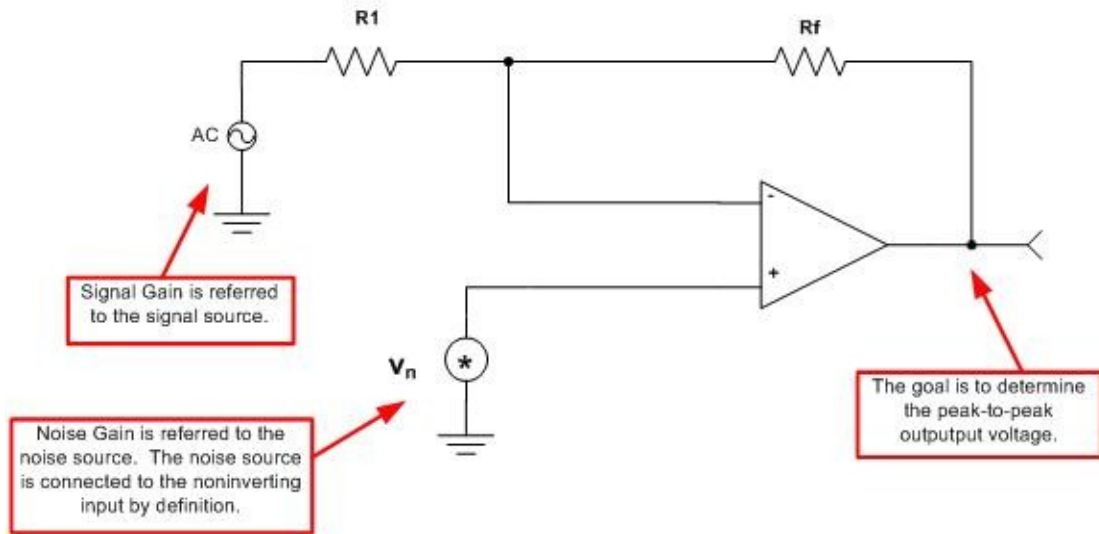 R1
Rf
AC
-
+
Signal Gain is referred
to the signal source.
Vn
*
Noise Gain is referred to the
noise source. The noise source
is connected to the noninverting
input by definition.
The goal is to determine
the peak-to-peak
outputput voltage.